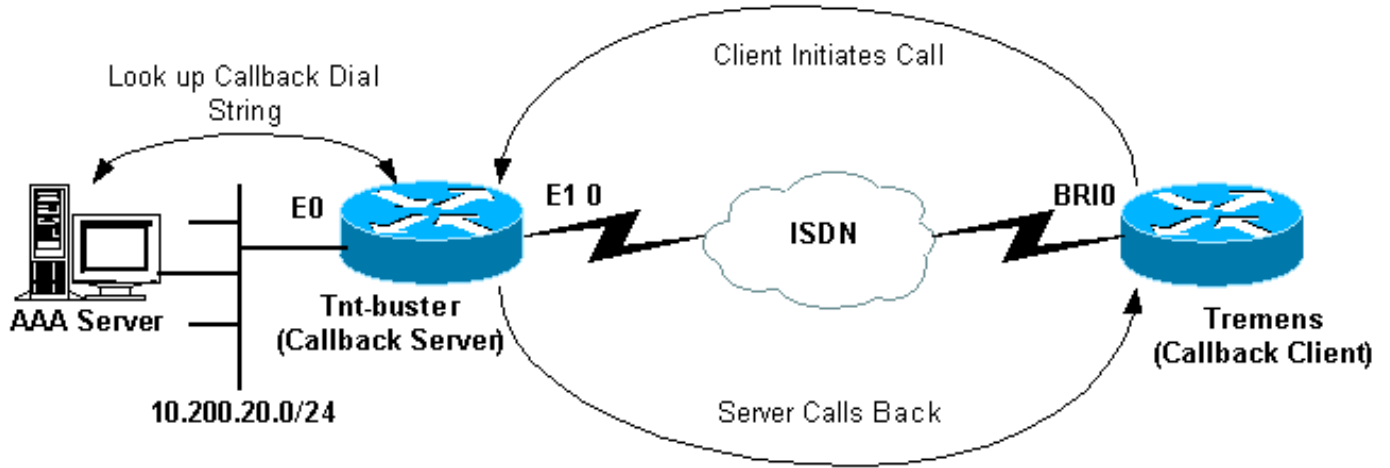 Client Initiates Call
Look up Callback Dial
String
E0
E1 0
BRI0
ISDN
AAA Server
Tnt-buster
(Callback Server)
Tremens
(Callback Client)
10.200.20.0/24
Server Calls Back